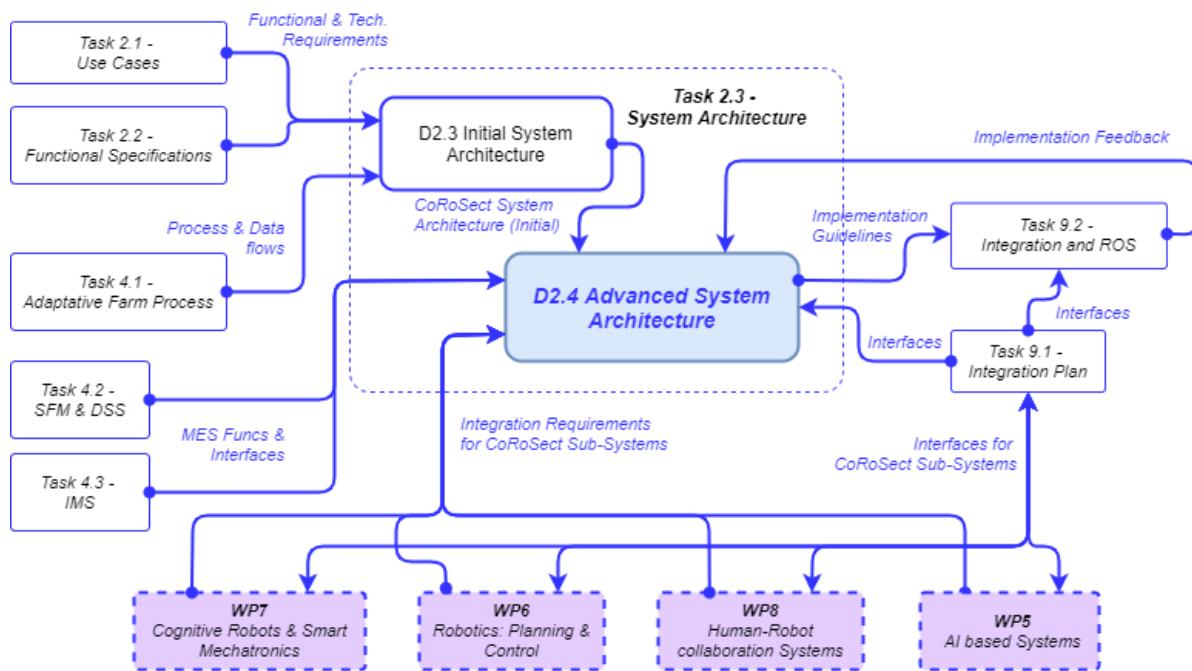 Functional & Tech.
Requirements
Task 2.1 -
Use Cases
Task 2.2 -
Functional Specifications
D2.3 Initial System
Architecture
Task 2.3 -
System Architecture
Implementation Feedback
Process & Data
flows
CoRoSect System
Architecture (Initial)
Implementation
Guidelines
Task 9.2 -
Integration and ROS
Task 4.1 -
Adaptative Farm Process
D2.4 Advanced System
Architecture
Interfaces
Interfaces
Task 9.1 -
Integration Plan
Task 4.2 -
SFM & DSS
MES Funcs &
Interfaces
Integration Requirements
for CoRoSect Sub-Systems
Interfaces for
CoRoSect Sub-Systems
Task 4.3 -
IMS
WP7
Cognitive Robots & Smart
Mechatronics
WP6
Robotics: Planning &
Control
WP8
Human-Robot
collaboration Systems
WP5
AI based Systems